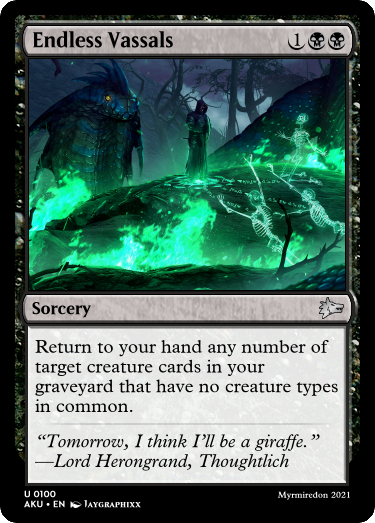 Endless Vassals 1
Sorcery
Return to your hand any number of
target creature cards in your
graveyard that have no creature types
in common.
“Tomorrow, I think I’ll be a giraffe.”
—Lord Herongrand, Thoughtlich
U 0100
AKU • EN JAYGRAPHIXX
Myrmiredon 2021